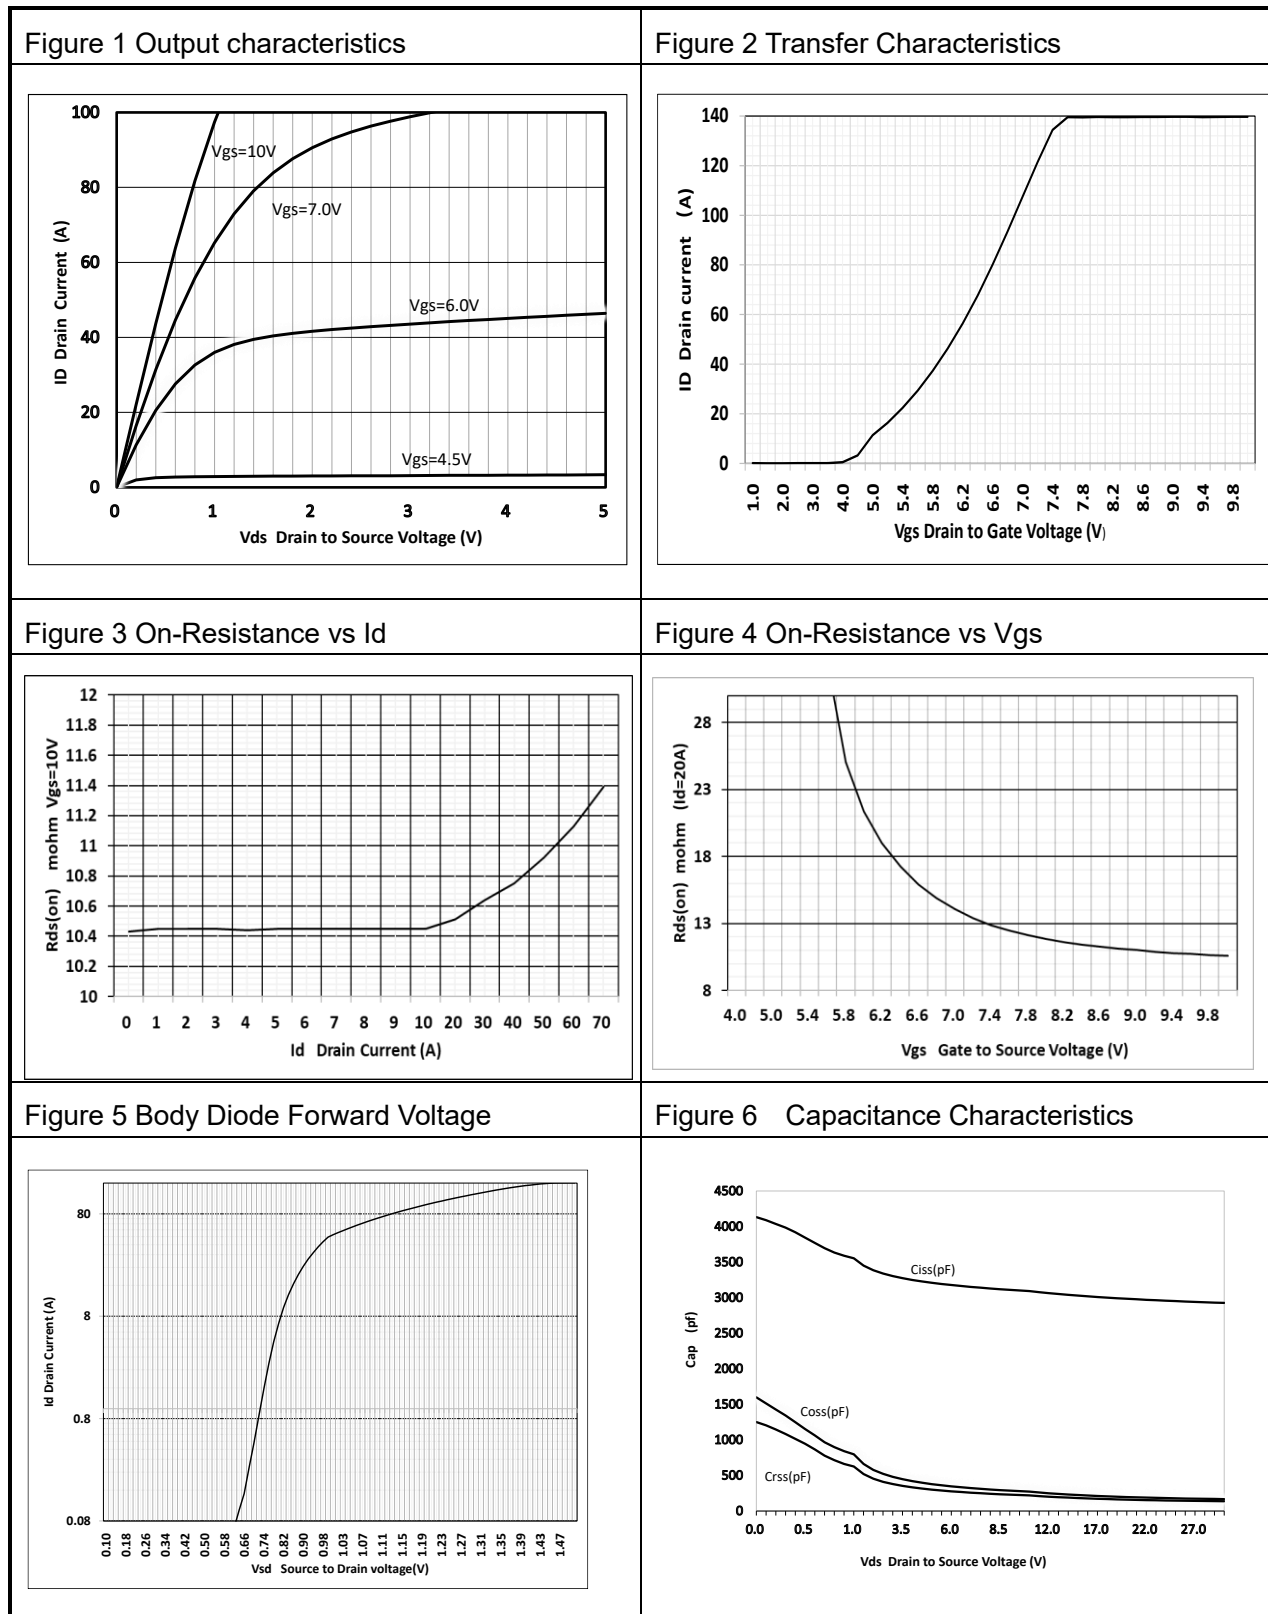 Figure 1 Output characteristics
Figure 2 Transfer Characteristics
100
80
60
40
20
0
ID Drain Current (A)
Vgs=10V
Vgs=7.0V
Vgs=6.0V
Vgs=4.5V
0 1 2 3 4 5
Vds Drain to Source Voltage (V)
140
120
100
80
60
40
20
0
ID Drain current (A)
1.0 2.0 3.0 4.0 5.0 5.4 5.8 6.2 6.6 7.0 7.4 7.8 8.2 8.6 9.0 9.4 9.8
Vgs Drain to Gate Voltage (V)
Figure 3 On-Resistance vs Id
Figure 4 On-Resistance vs Vgs
12
11.8
11.6
11.4
11.2
11
10.8
10.6
10.4
10.2
10
Rds(on) mohm Vgs=10V
0 1 2 3 4 5 6 7 8 9 10 20 30 40 50 60 70
Id Drain Current (A)
28
23
18
13
8
Rds(on) mohm (Id=20A)
4.0 5.0 5.4 5.8 6.2 6.6 7.0 7.4 7.8 8.2 8.6 9.0 9.4 9.8
Vgs Gate to Source Voltage (V)
Figure 5 Body Diode Forward Voltage
Figure 6 Capacitance Characteristics
80
8
0.8
0.08
Id Drain Current (A)
0.10 0.18 0.26 0.34 0.42 0.50 0.58 0.66 0.74 0.82 0.90 0.98 1.03 1.07 1.11 1.15 1.19 1.23 1.27 1.31 1.35 1.39 1.43 1.47
Vsd Source to Drain voltage(V)
4500
4000
3500
3000
2500
2000
1500
1000
500
0
Cap (pf)
Ciss(pF)
Coss(pF)
Crss(pF)
0.0 0.5 1.0 3.5 6.0 8.5 12.0 17.0 22.0 27.0
Vds Drain to Source Voltage (V)